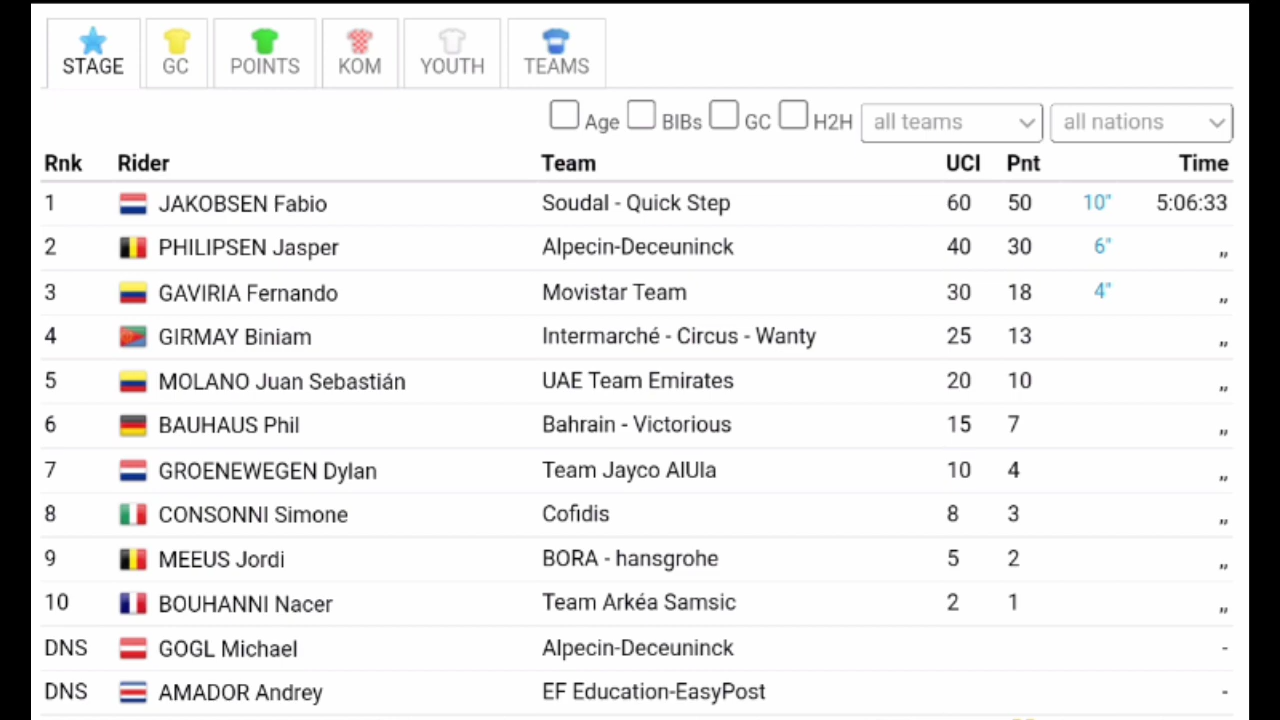 STAGE GC POINTS KOM YOUTH TEAMS
Age BIBs GC H2H all teams all nations
Rnk Rider Team UCI Pnt Time
1 JAKOBSEN Fabio Soudal - Quick Step 60 50 10" 5:06:33
2 PHILIPSEN Jasper Alpecin-Deceuninck 40 30 6" ,,
3 GAVIRIA Fernando Movistar Team 30 18 4" ,,
4 GIRMAY Biniam Intermarché - Circus - Wanty 25 13 ,,
5 MOLANO Juan Sebastián UAE Team Emirates 20 10 ,,
6 BAUHAUS Phil Bahrain - Victorious 15 7 ,,
7 GROENEWEGEN Dylan Team Jayco AlUla 10 4 ,,
8 CONSONNI Simone Cofidis 8 3 ,,
9 MEEUS Jordi BORA - hansgrohe 5 2 ,,
10 BOUHANNI Nacer Team Arkéa Samsic 2 1 ,,
DNS GOGL Michael Alpecin-Deceuninck -
DNS AMADOR Andrey EF Education-EasyPost -